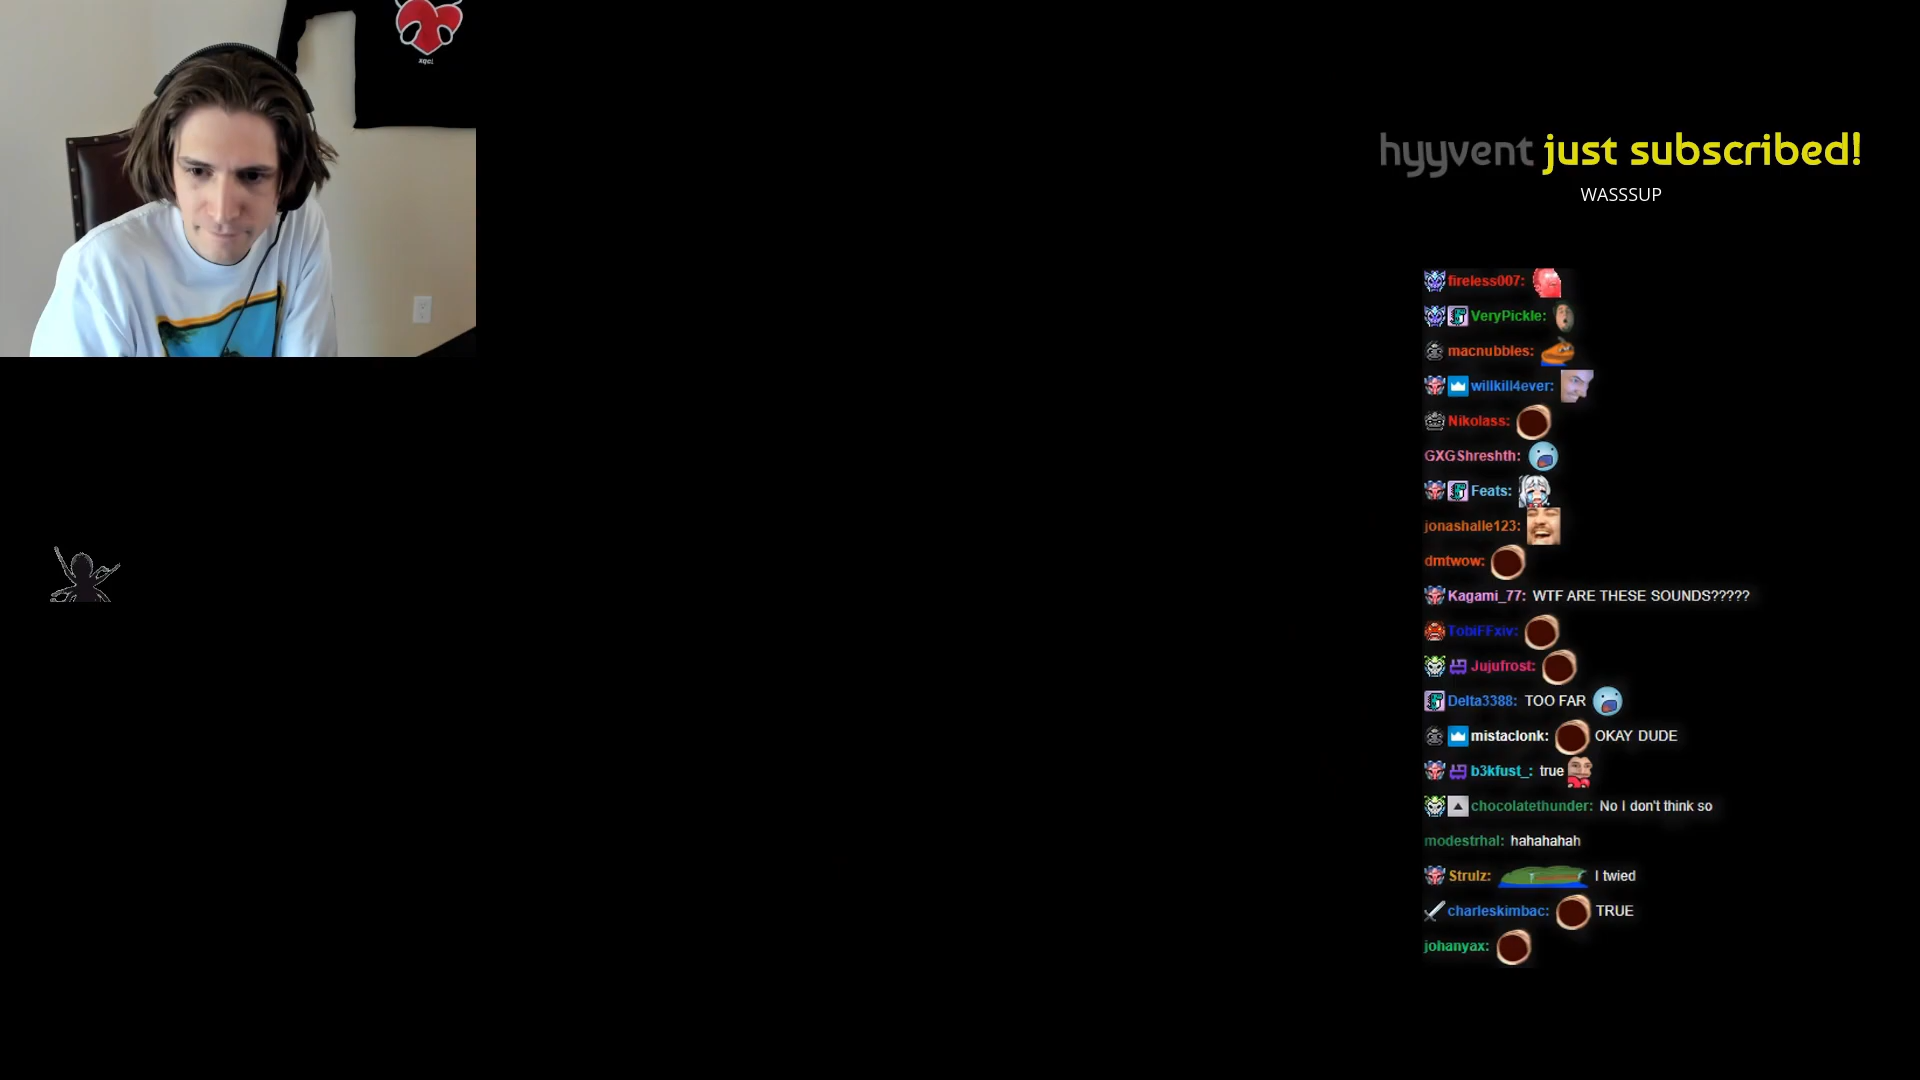 xqcl
hyyvent just subscribed!
WASSSUP
fireless007:
VeryPickle:
macnubbles:
willkill4ever:
Nikolass:
GXGShreshth:
Feats:
jonashalle123:
dmtwow:
Kagami_77: WTF ARE THESE SOUNDS?????
TobiFFxiv:
Jujufrost:
Delta3388: TOO FAR
mistaclonk: OKAY DUDE
b3kfust_: true
chocolatethunder: No I don't think so
modestrhal: hahahahah
Strulz: I twied
charleskimbac: TRUE
johanyax: